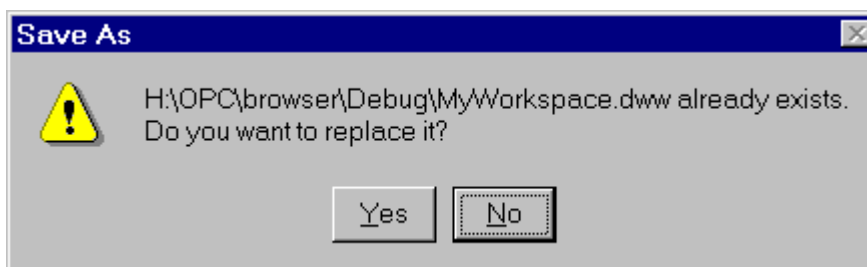 Save As
H:\OPC\browser\Debug\MyWorkspace.dww already exists.
Do you want to replace it?
Yes No